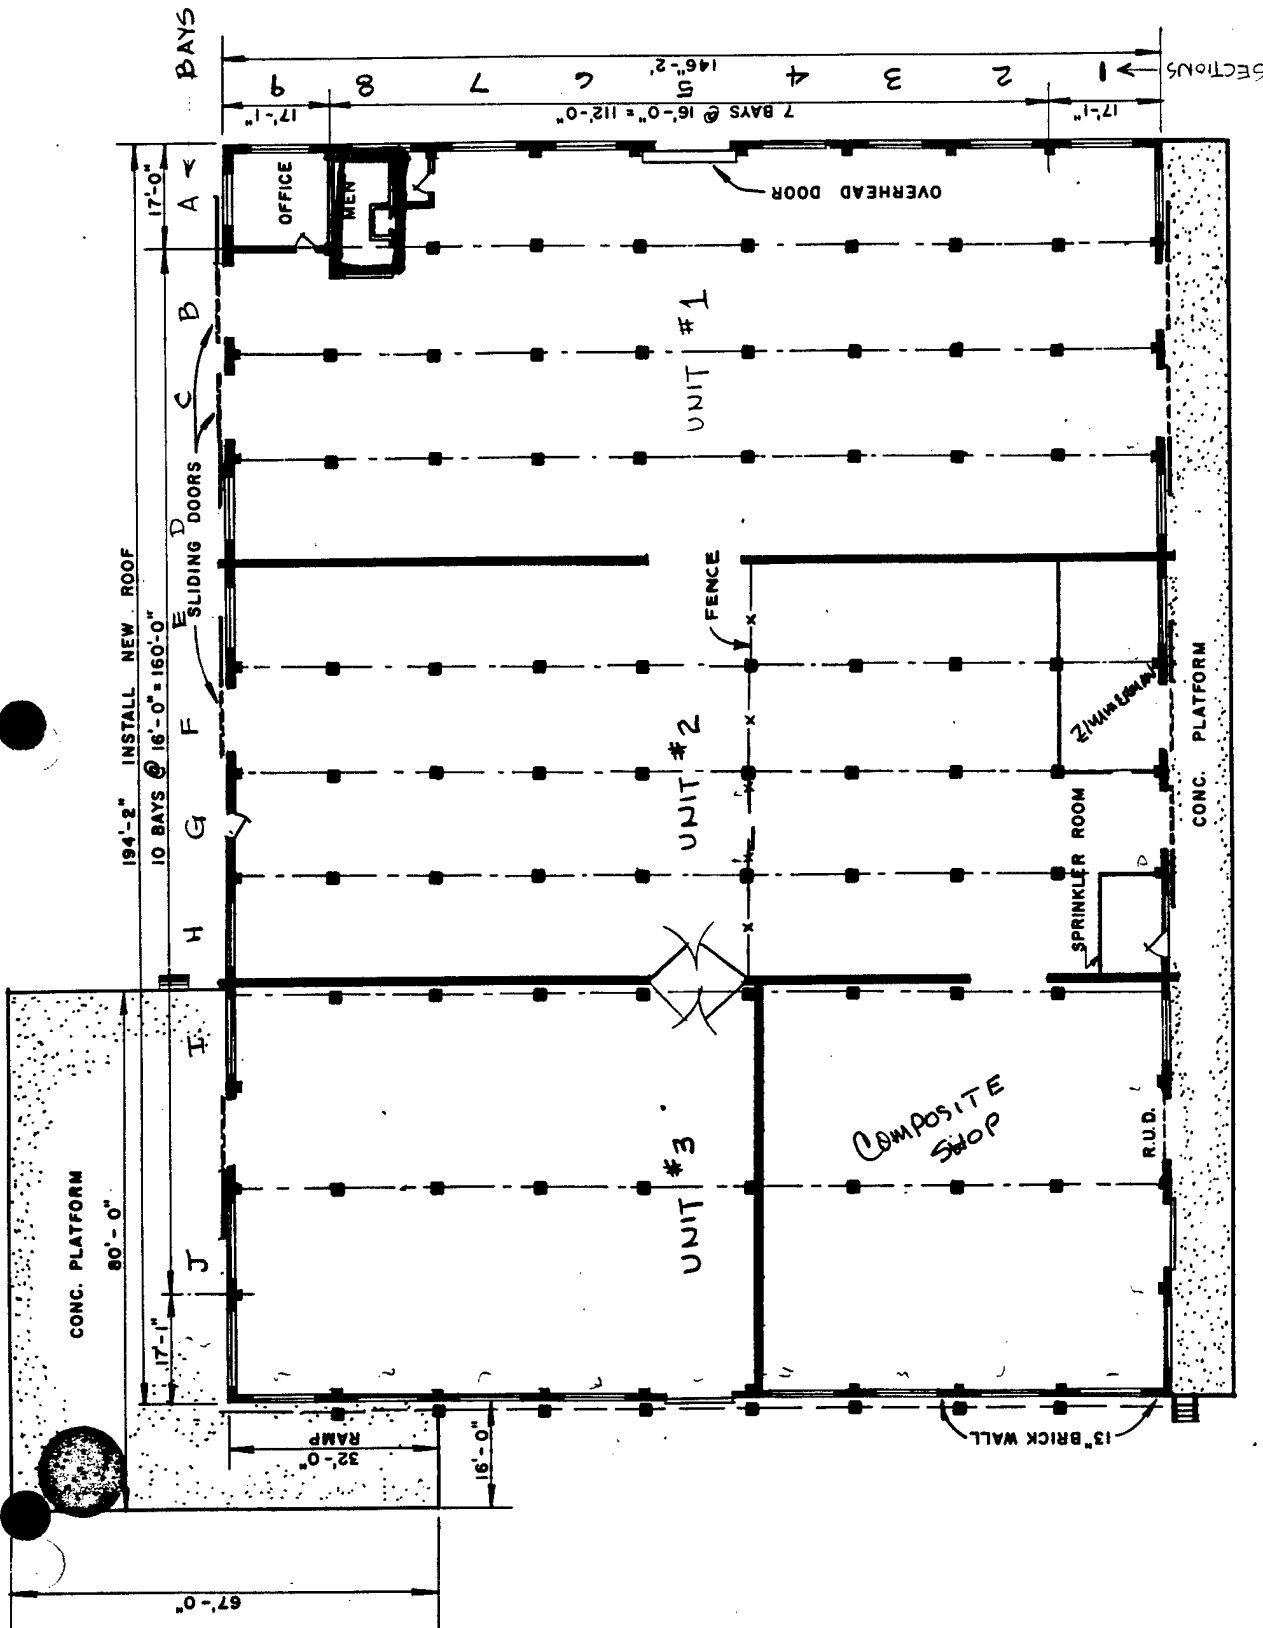 BAYS
146'-2"
9
8
7
6
5
4
3
2
1
SECTIONS
17'-1"
7 BAYS @ 16'-0" = 112'-0"
17'-1"
17'-0"
A
OFFICE
MEN
OVERHEAD DOOR
B
UNIT #1
C
SLIDING DOORS
D
194'-2" INSTALL NEW ROOF
10 BAYS @ 16'-0" = 160'-0"
E
FENCE
F
UNIT #2
ZIMMERMAN
CONC. PLATFORM
G
SPRINKLER ROOM
H
I
COMPOSITE
SHOP
R.U.D.
CONC. PLATFORM
80'-0"
UNIT #3
J
17'-1"
32'-0"
RAMP
16'-0"
13" BRICK WALL
67'-0"